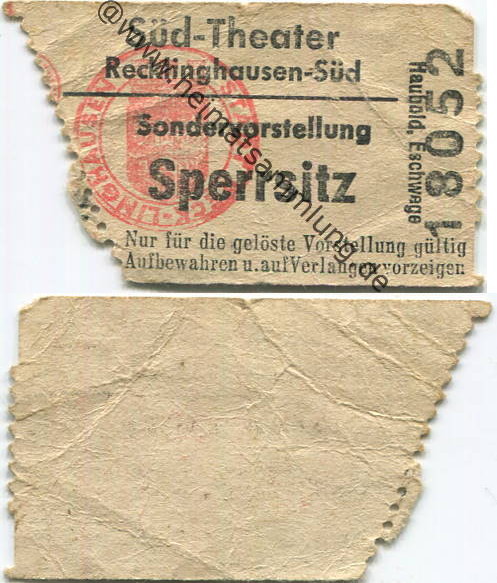 Süd-Theater
Recklinghausen-Süd
Sondervorstellung
Sperrsitz
Nur für die gelöste Vorstellung gültig
Aufbewahren u. auf Verlangen vorzeigen
Haubold, Eschwege
18052
@www.heimatsammlung.de